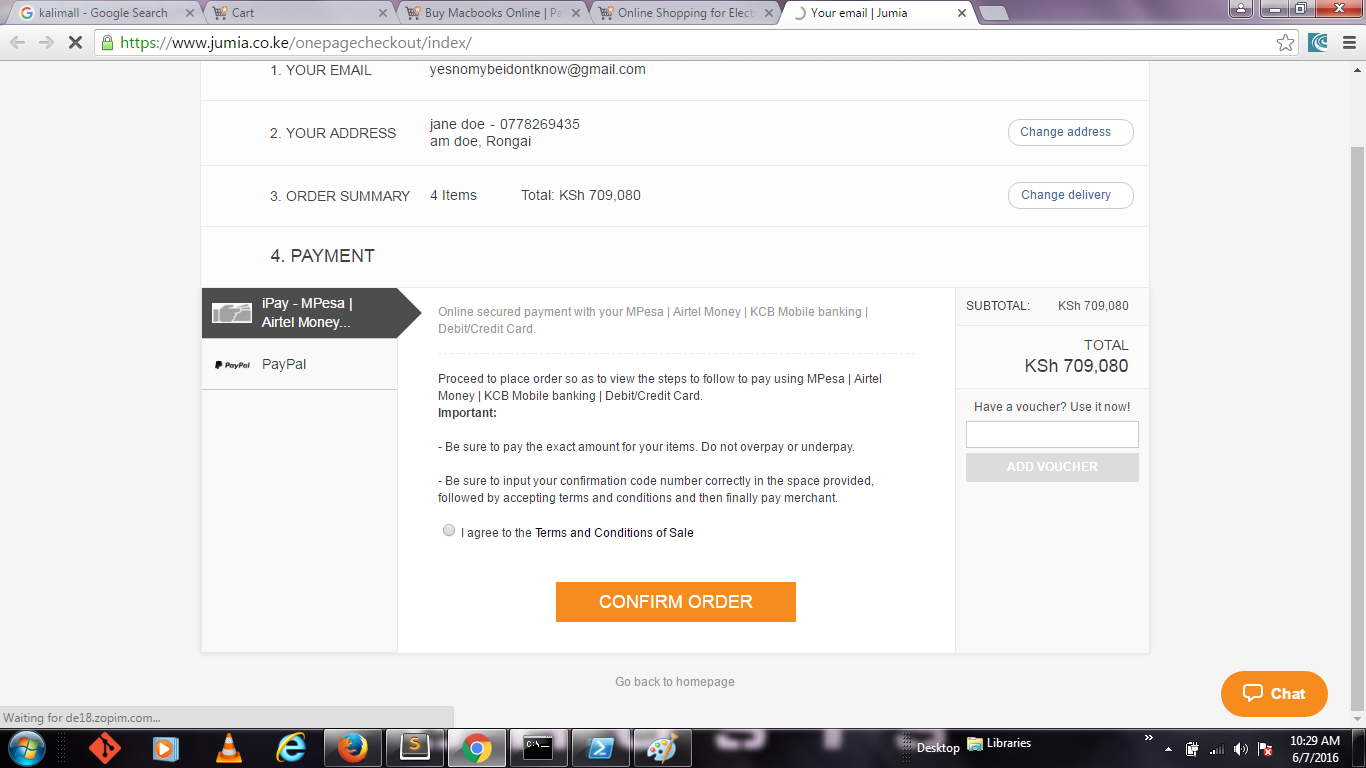 kalimall - Google Search
Cart
Buy Macbooks Online | Pa
Online Shopping for Elect
Your email | Jumia
https://www.jumia.co.ke/onepagecheckout/index/
1. YOUR EMAIL
yesnomybeidontknow@gmail.com
2. YOUR ADDRESS
jane doe - 0778269435
am doe, Rongai
Change address
3. ORDER SUMMARY
4 Items
Total: KSh 709,080
Change delivery
4. PAYMENT
iPay - MPesa |
Airtel Money...
PayPal
PayPal
Online secured payment with your MPesa | Airtel Money | KCB Mobile banking |
Debit/Credit Card.
Proceed to place order so as to view the steps to follow to pay using MPesa | Airtel
Money | KCB Mobile banking | Debit/Credit Card.
Important:
- Be sure to pay the exact amount for your items. Do not overpay or underpay.
- Be sure to input your confirmation code number correctly in the space provided,
followed by accepting terms and conditions and then finally pay merchant.
I agree to the Terms and Conditions of Sale
CONFIRM ORDER
SUBTOTAL:
KSh 709,080
TOTAL
KSh 709,080
Have a voucher? Use it now!
ADD VOUCHER
Go back to homepage
Chat
Waiting for de18.zopim.com...
Desktop
Libraries
10:29 AM
6/7/2016